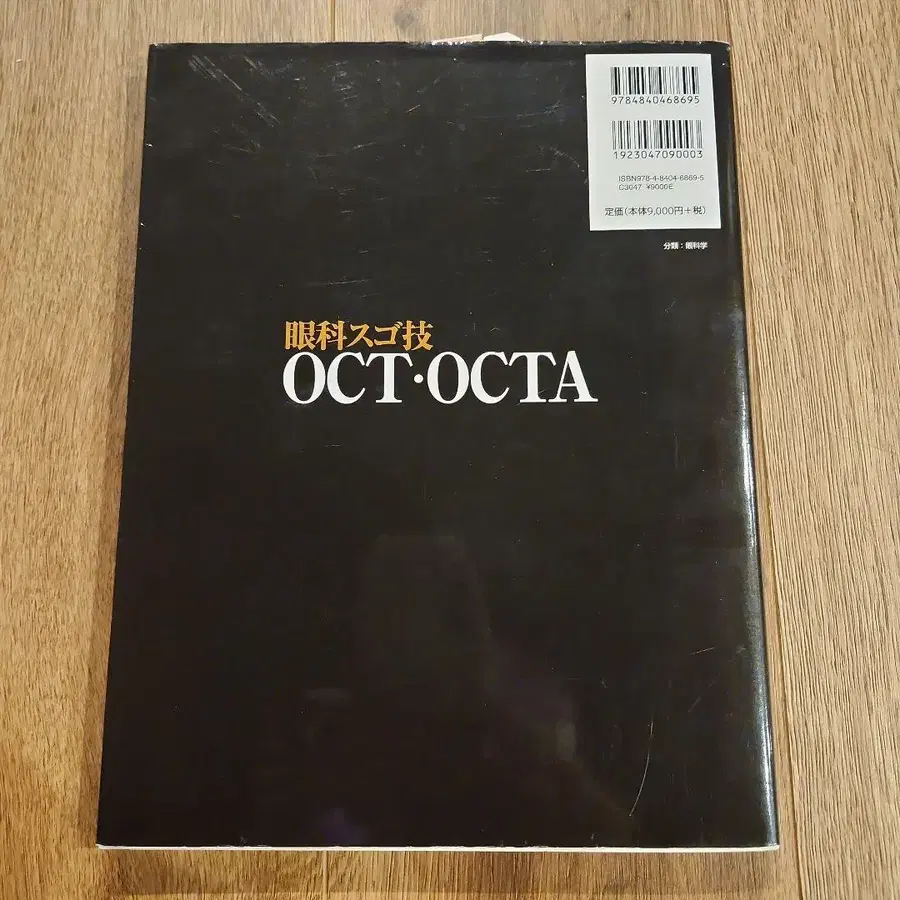 9784840468695
1923047090003
ISBN978-4-8404-6869-5
C3047 ¥9000E
定価(本体9,000円+税)
分類:眼科学
眼科スゴ技
OCT·OCTA